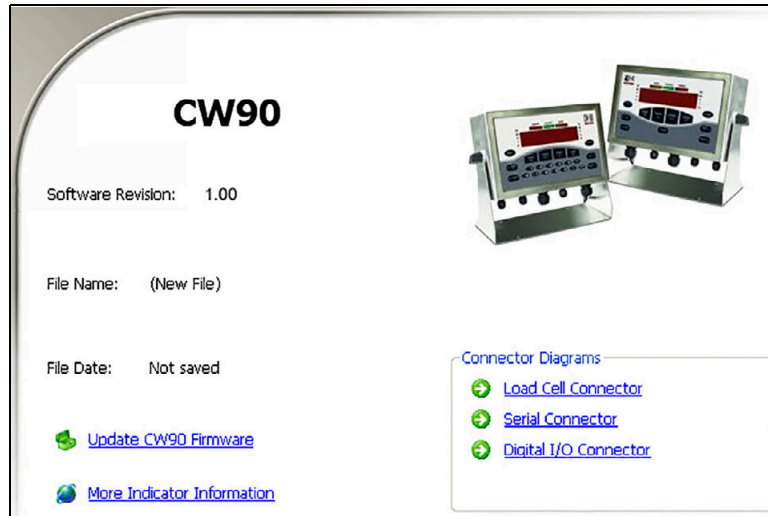 CW90
Software Revision: 1.00
File Name: (New File)
File Date: Not saved
Update CW90 Firmware
More Indicator Information
Connector Diagrams
Load Cell Connector
Serial Connector
Digital I/O Connector